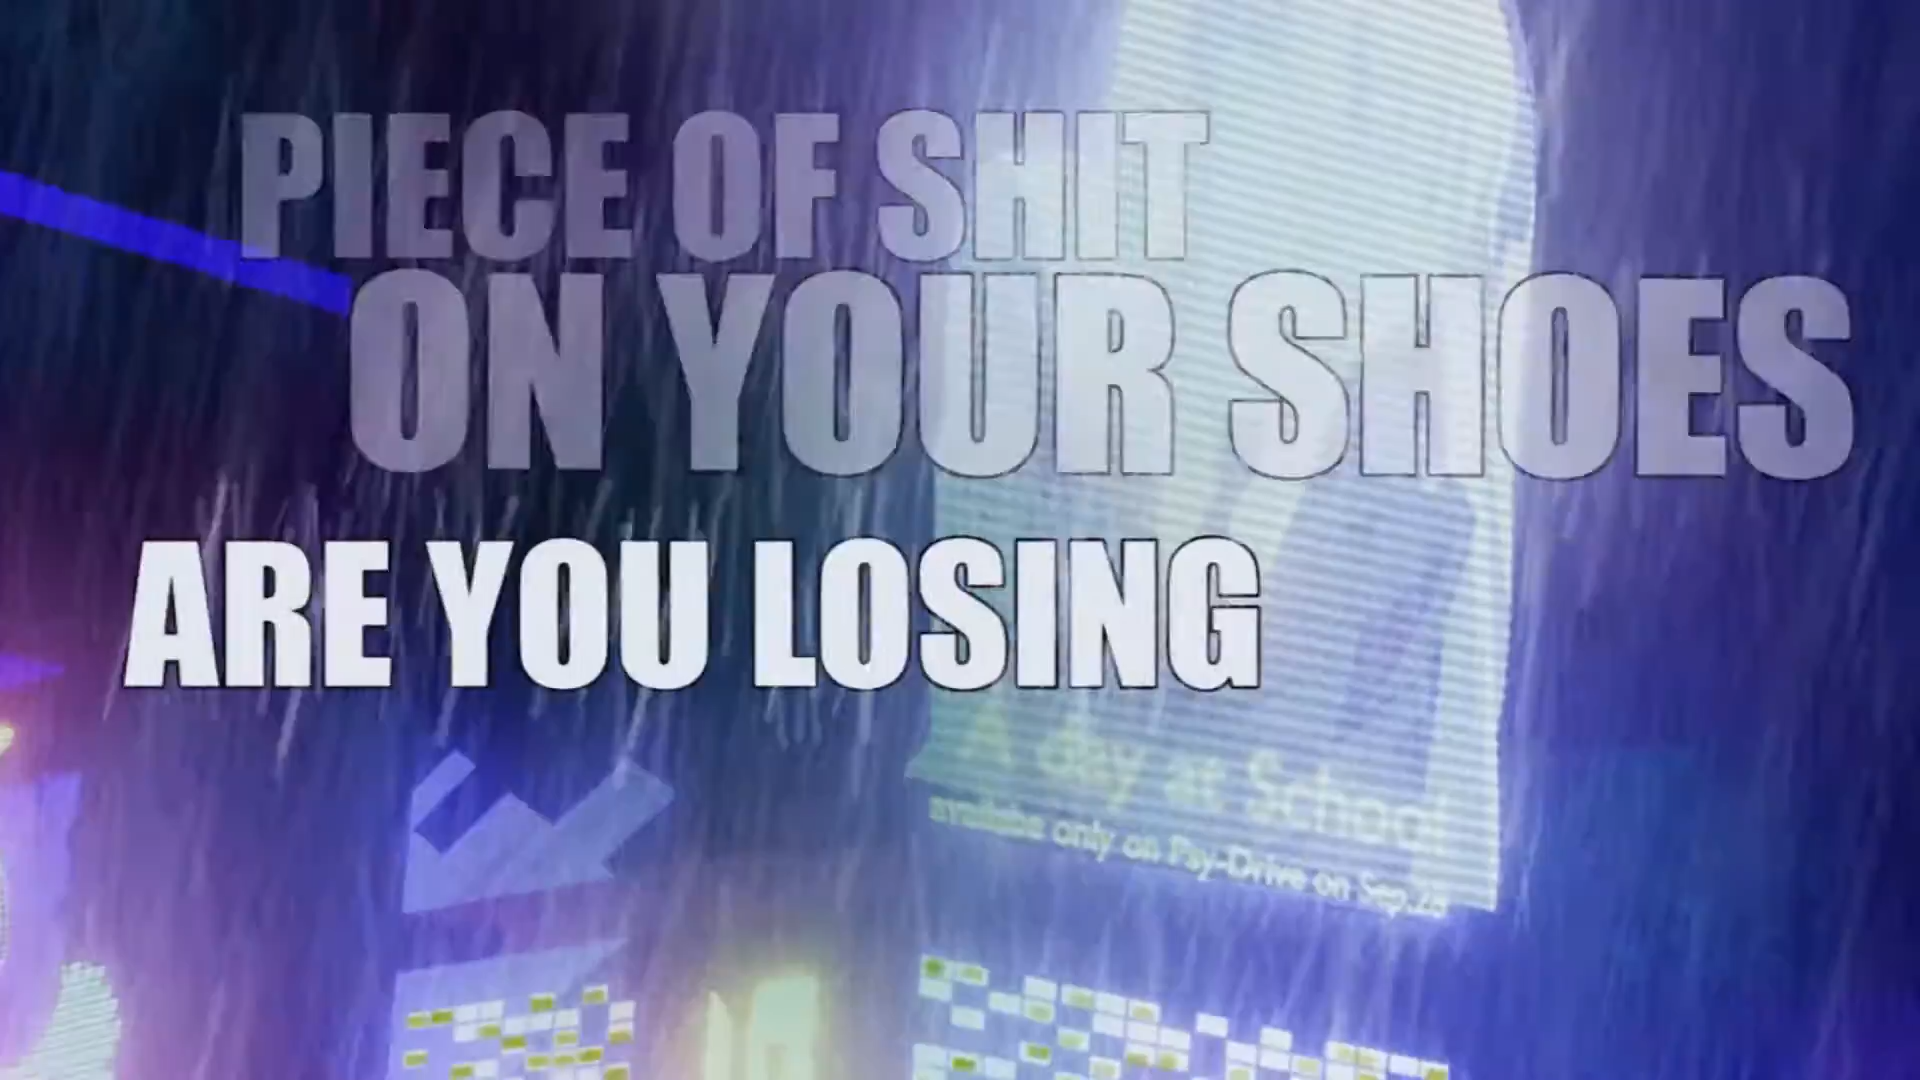 PIECE OF SHIT
ON YOUR SHOES
ARE YOU LOSING
A day at School
available only on Psy-Drive on Sep.